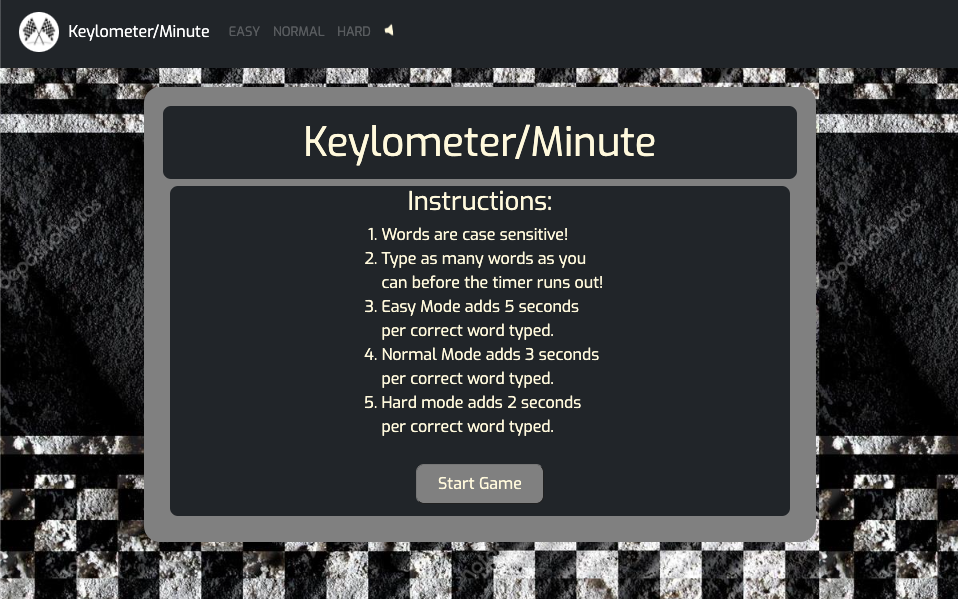 Keylometer/Minute EASY NORMAL HARD
Keylometer/Minute
Instructions:
1. Words are case sensitive!
2. Type as many words as you
can before the timer runs out!
3. Easy Mode adds 5 seconds
per correct word typed.
4. Normal Mode adds 3 seconds
per correct word typed.
5. Hard mode adds 2 seconds
per correct word typed.
Start Game
depositphotos
depositphotos